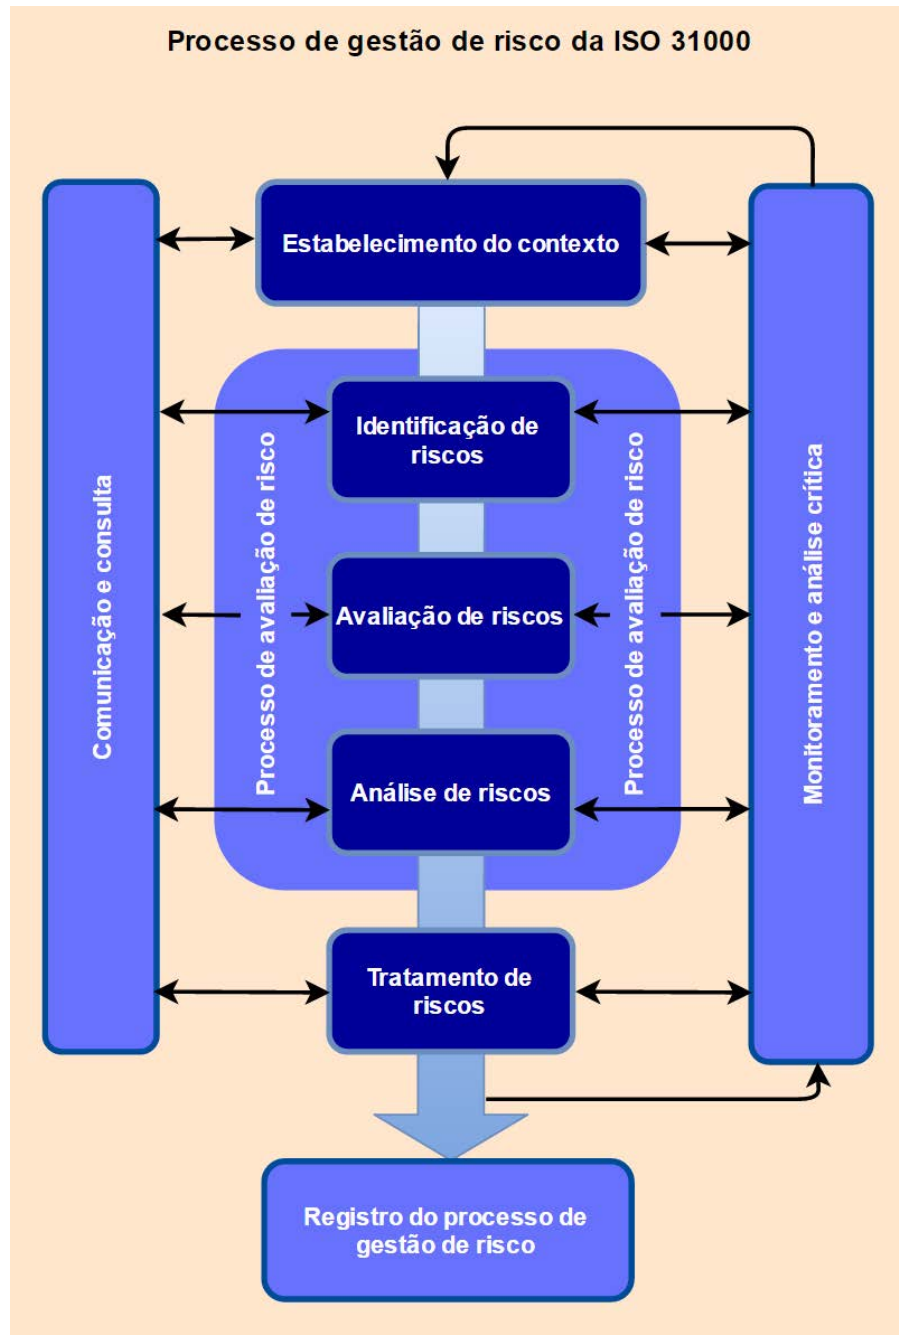 Processo de gestão de risco da ISO 31000
Estabelecimento do contexto
Identificação de
riscos
Comunicação e consulta
Processo de avaliação de risco
Avaliação de riscos
Processo de avaliação de risco
Monitoramento e análise crítica
Análise de riscos
Tratamento de
riscos
Registro do processo de
gestão de risco